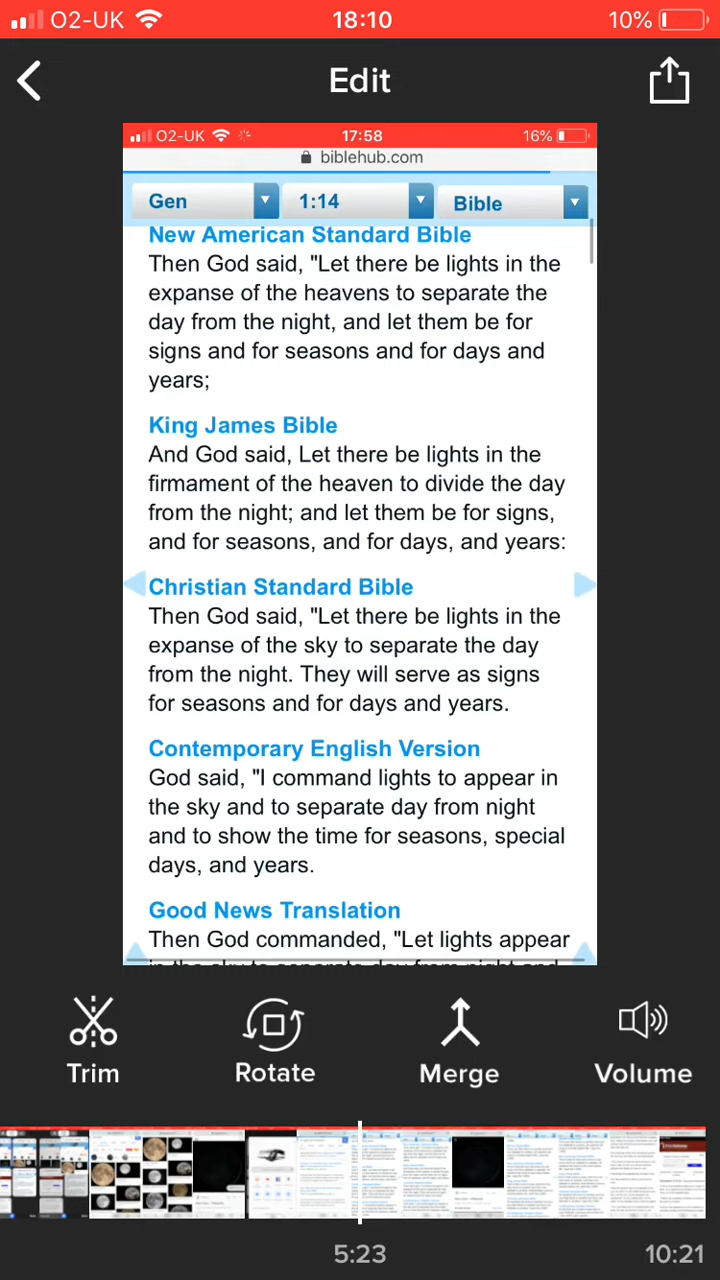 O2-UK 18:10 10%
Edit
O2-UK 17:58 16%
biblehub.com
Gen 1:14 Bible
New American Standard Bible
Then God said, "Let there be lights in the
expanse of the heavens to separate the
day from the night, and let them be for
signs and for seasons and for days and
years;
King James Bible
And God said, Let there be lights in the
firmament of the heaven to divide the day
from the night; and let them be for signs,
and for seasons, and for days, and years:
Christian Standard Bible
Then God said, "Let there be lights in the
expanse of the sky to separate the day
from the night. They will serve as signs
for seasons and for days and years.
Contemporary English Version
God said, "I command lights to appear in
the sky and to separate day from night
and to show the time for seasons, special
days, and years.
Good News Translation
Then God commanded, "Let lights appear
in the sky to separate day from night and
Trim Rotate Merge Volume
5:23 10:21